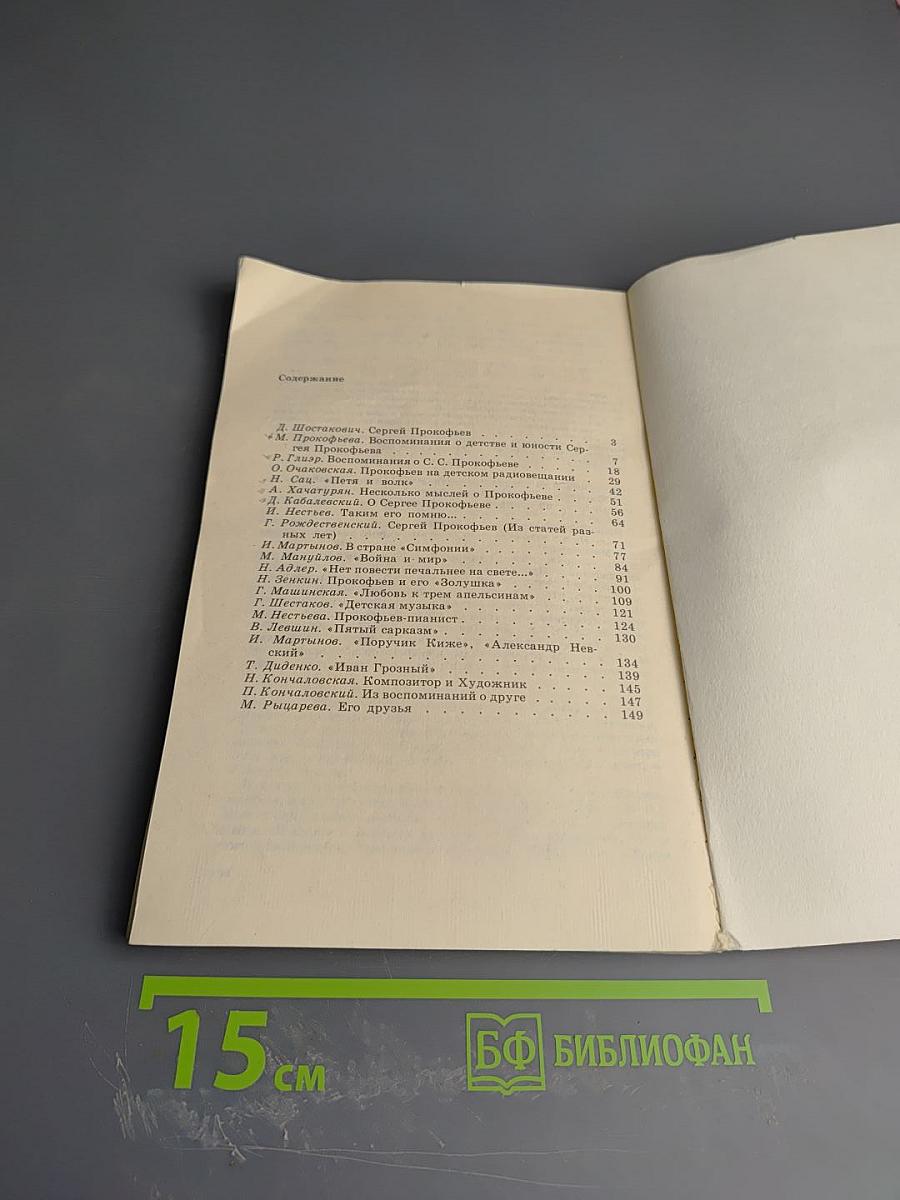 Содержание
Д. Шостакович. Сергей Прокофьев . . . . . . . . 3
М. Прокофьева. Воспоминания о детстве и юности Сер-
гея Прокофьева . . . . . . . . . . . 7
Р. Глиэр. Воспоминания о С. С. Прокофьеве . . . . 18
О. Очаковская. Прокофьев на детском радиовещании . 29
Н. Сац. «Петя и волк» . . . . . . . . . . 42
А. Хачатурян. Несколько мыслей о Прокофьеве . . . 51
Д. Кабалевский. О Сергее Прокофьеве . . . . . . 56
И. Нестьев. Таким его помню... . . . . . . . . 64
Г. Рождественский. Сергей Прокофьев (Из статей раз-
ных лет) . . . . . . . . . . . . . 71
И. Мартынов. В стране «Симфонии» . . . . . . . 77
М. Мануйлов. «Война и мир» . . . . . . . . . 84
Н. Адлер. «Нет повести печальнее на свете...» . . . . 91
Н. Зенкин. Прокофьев и его «Золушка» . . . . . . 100
Г. Машинская. «Любовь к трем апельсинам» . . . . 109
Г. Шестаков. «Детская музыка» . . . . . . . . 121
М. Нестьева. Прокофьев-пианист . . . . . . . . 124
В. Левшин. «Пятый сарказм» . . . . . . . . . 130
И. Мартынов. «Поручик Киже», «Александр Нев-
ский» . . . . . . . . . . . . . . 134
Т. Диденко. «Иван Грозный» . . . . . . . . . 139
Н. Кончаловская. Композитор и Художник . . . . . 145
П. Кончаловский. Из воспоминаний о друге . . . . . 147
М. Рыцарева. Его друзья . . . . . . . . . . 149
15 см
БФ БИБЛИОФАН